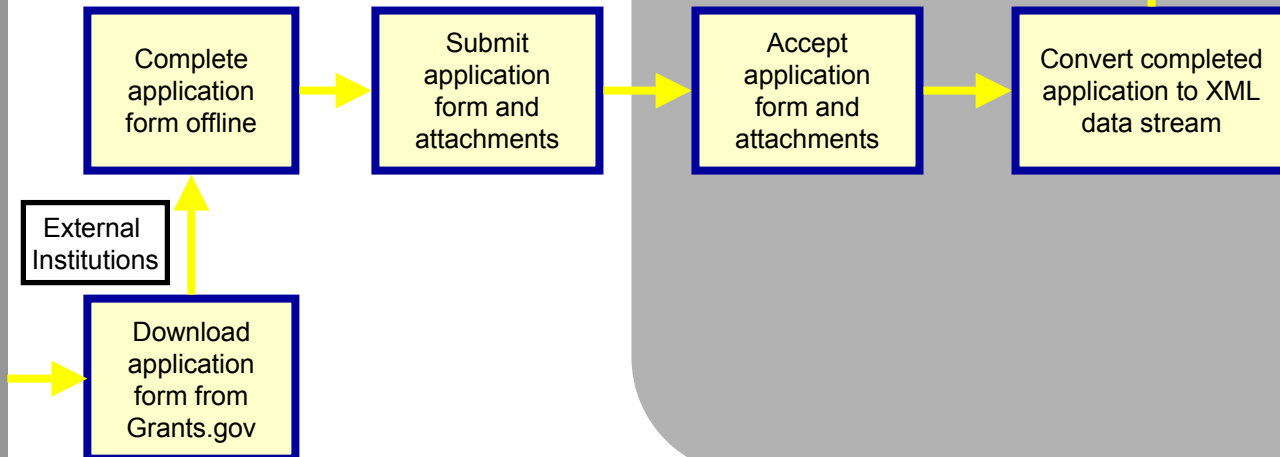 Complete
application
form offline
Submit
application
form and
attachments
Accept
application
form and
attachments
Convert completed
application to XML
data stream
External
Institutions
Download
application
form from
Grants.gov